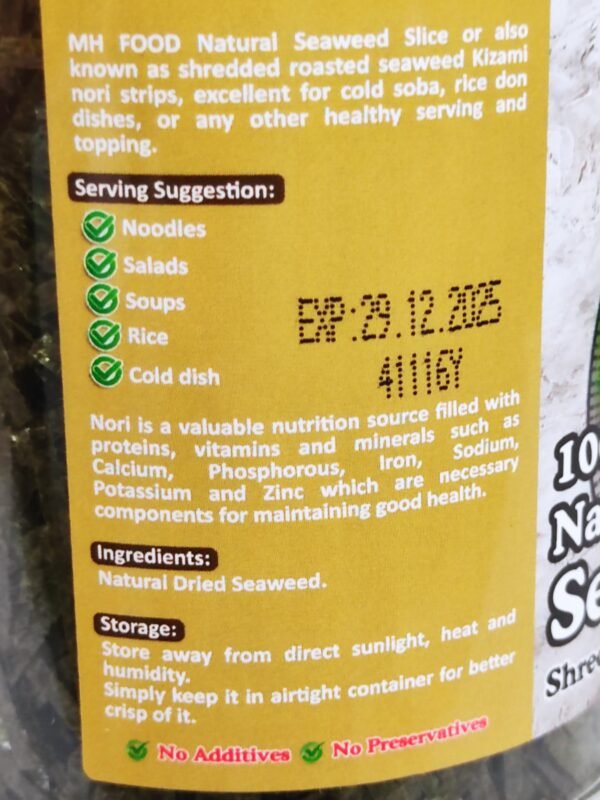 MH FOOD Natural Seaweed Slice or also
known as shredded roasted seaweed Kizami
nori strips, excellent for cold soba, rice don
dishes, or any other healthy serving and
topping.
Serving Suggestion:
Noodles
Salads
Soups
Rice
Cold dish
EXP:29.12.2025
41116Y
Nori is a valuable nutrition source filled with
proteins, vitamins and minerals such as
Calcium, Phosphorous, Iron, Sodium,
Potassium and Zinc which are necessary
components for maintaining good health.
Ingredients:
Natural Dried Seaweed.
Storage:
Store away from direct sunlight, heat and
humidity.
Simply keep it in airtight container for better
crisp of it.
No Additives No Preservatives
10
Na
Se
Shre